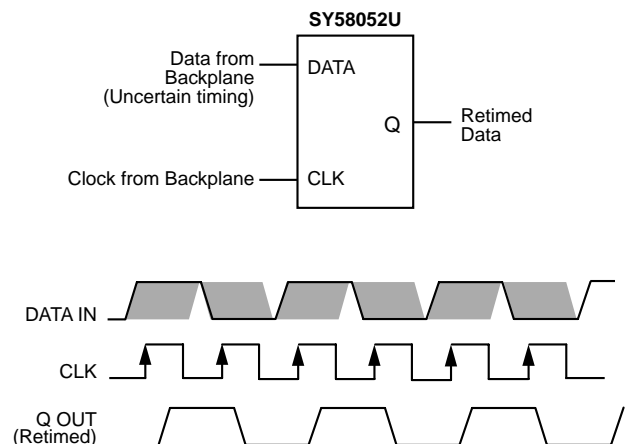 SY58052U
Data from
Backplane
(Uncertain timing)
DATA
Q
Retimed
Data
Clock from Backplane
CLK
DATA IN
CLK
Q OUT
(Retimed)